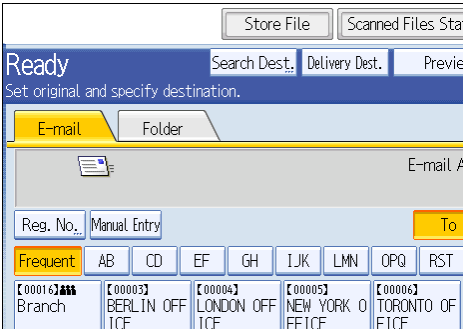 Store File Scanned Files Sta
Ready Search Dest. Delivery Dest. Previe
Set original and specify destination.
E-mail Folder
E-mail A
Reg. No. Manual Entry To
Frequent AB CD EF GH IJK LMN OPQ RST
[00016] [00003] [00004] [00005] [00006]
Branch BERLIN OFF LONDON OFF NEW YORK O TORONTO OF
ICE ICE FFICE FICE